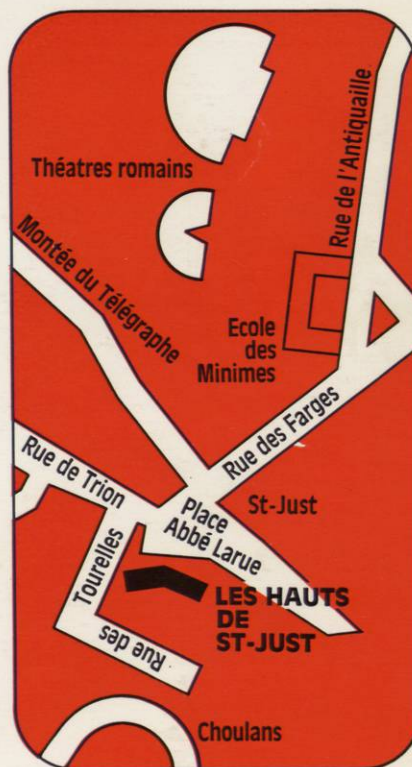 Rue de l'Antiquaille
Théatres romains
Montée du Télégraphe
Ecole
des
Minimes
Rue des Farges
Rue de Trion
Place
Abbé Larue
St-Just
Tourelles
Rue des
LES HAUTS
DE
ST-JUST
Choulans